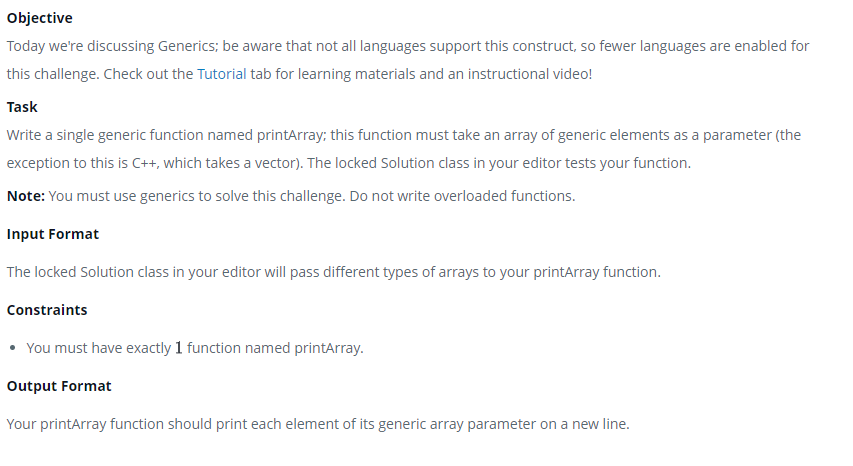 Objective
Today we're discussing Generics; be aware that not all languages support this construct, so fewer languages are enabled for
this challenge. Check out the Tutorial tab for learning materials and an instructional video!
Task
Write a single generic function named printArray; this function must take an array of generic elements as a parameter (the
exception to this is C++, which takes a vector). The locked Solution class in your editor tests your function.
Note: You must use generics to solve this challenge. Do not write overloaded functions.
Input Format
The locked Solution class in your editor will pass different types of arrays to your printArray function.
Constraints
• You must have exactly 1 function named printArray.
Output Format
Your printArray function should print each element of its generic array parameter on a new line.